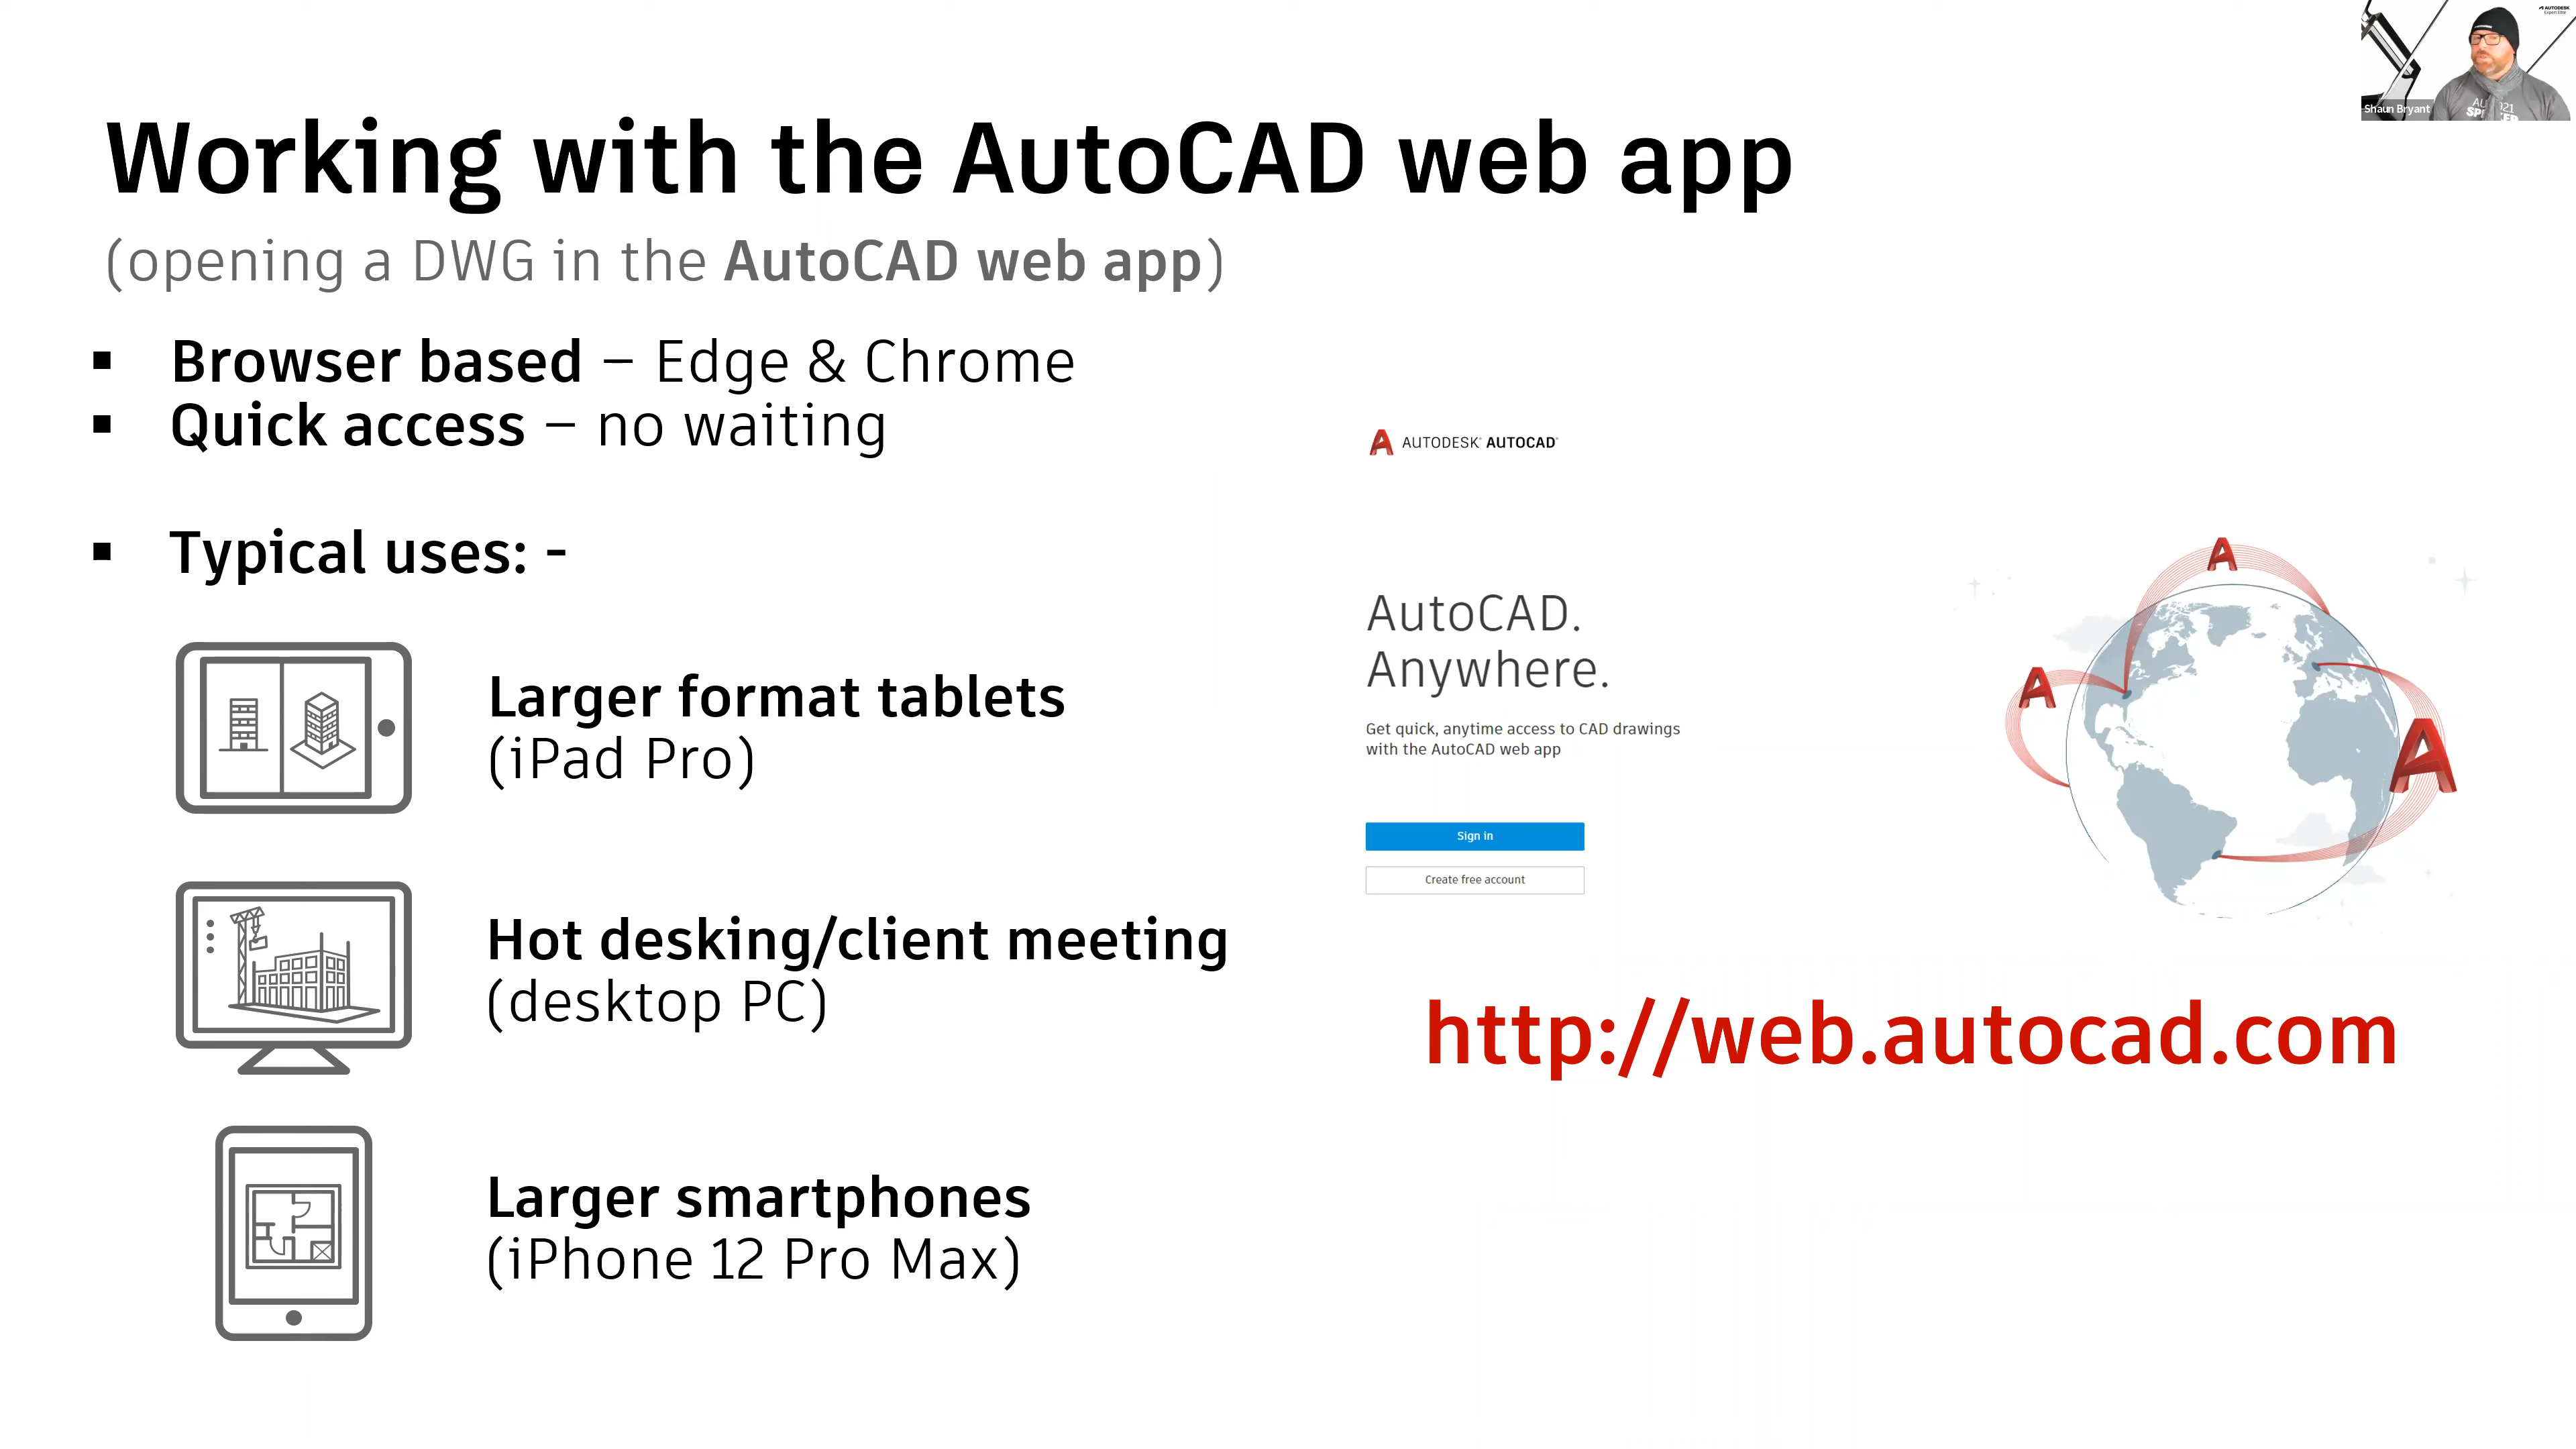 AUTODESK
Expert Elite
Shaun Bryant
Working with the AutoCAD web app
(opening a DWG in the AutoCAD web app)
▪ Browser based – Edge & Chrome
▪ Quick access – no waiting
▪ Typical uses: -
Larger format tablets
(iPad Pro)
Hot desking/client meeting
(desktop PC)
Larger smartphones
(iPhone 12 Pro Max)
AUTODESK® AUTOCAD®
AutoCAD.
Anywhere.
Get quick, anytime access to CAD drawings
with the AutoCAD web app
Sign in
Create free account
http://web.autocad.com